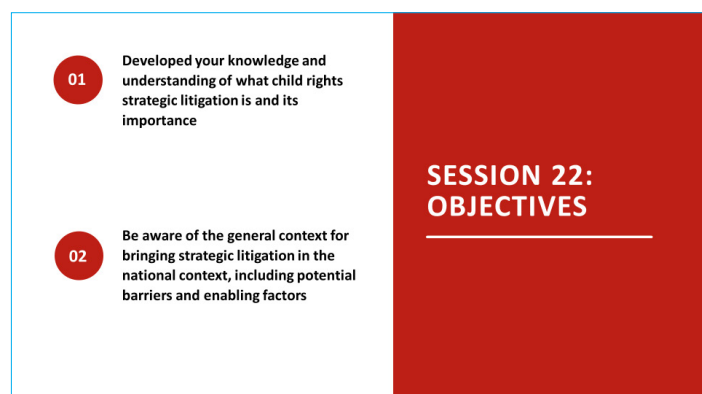 01
Developed your knowledge and
understanding of what child rights
strategic litigation is and its
importance
02
Be aware of the general context for
bringing strategic litigation in the
national context, including potential
barriers and enabling factors
SESSION 22:
OBJECTIVES